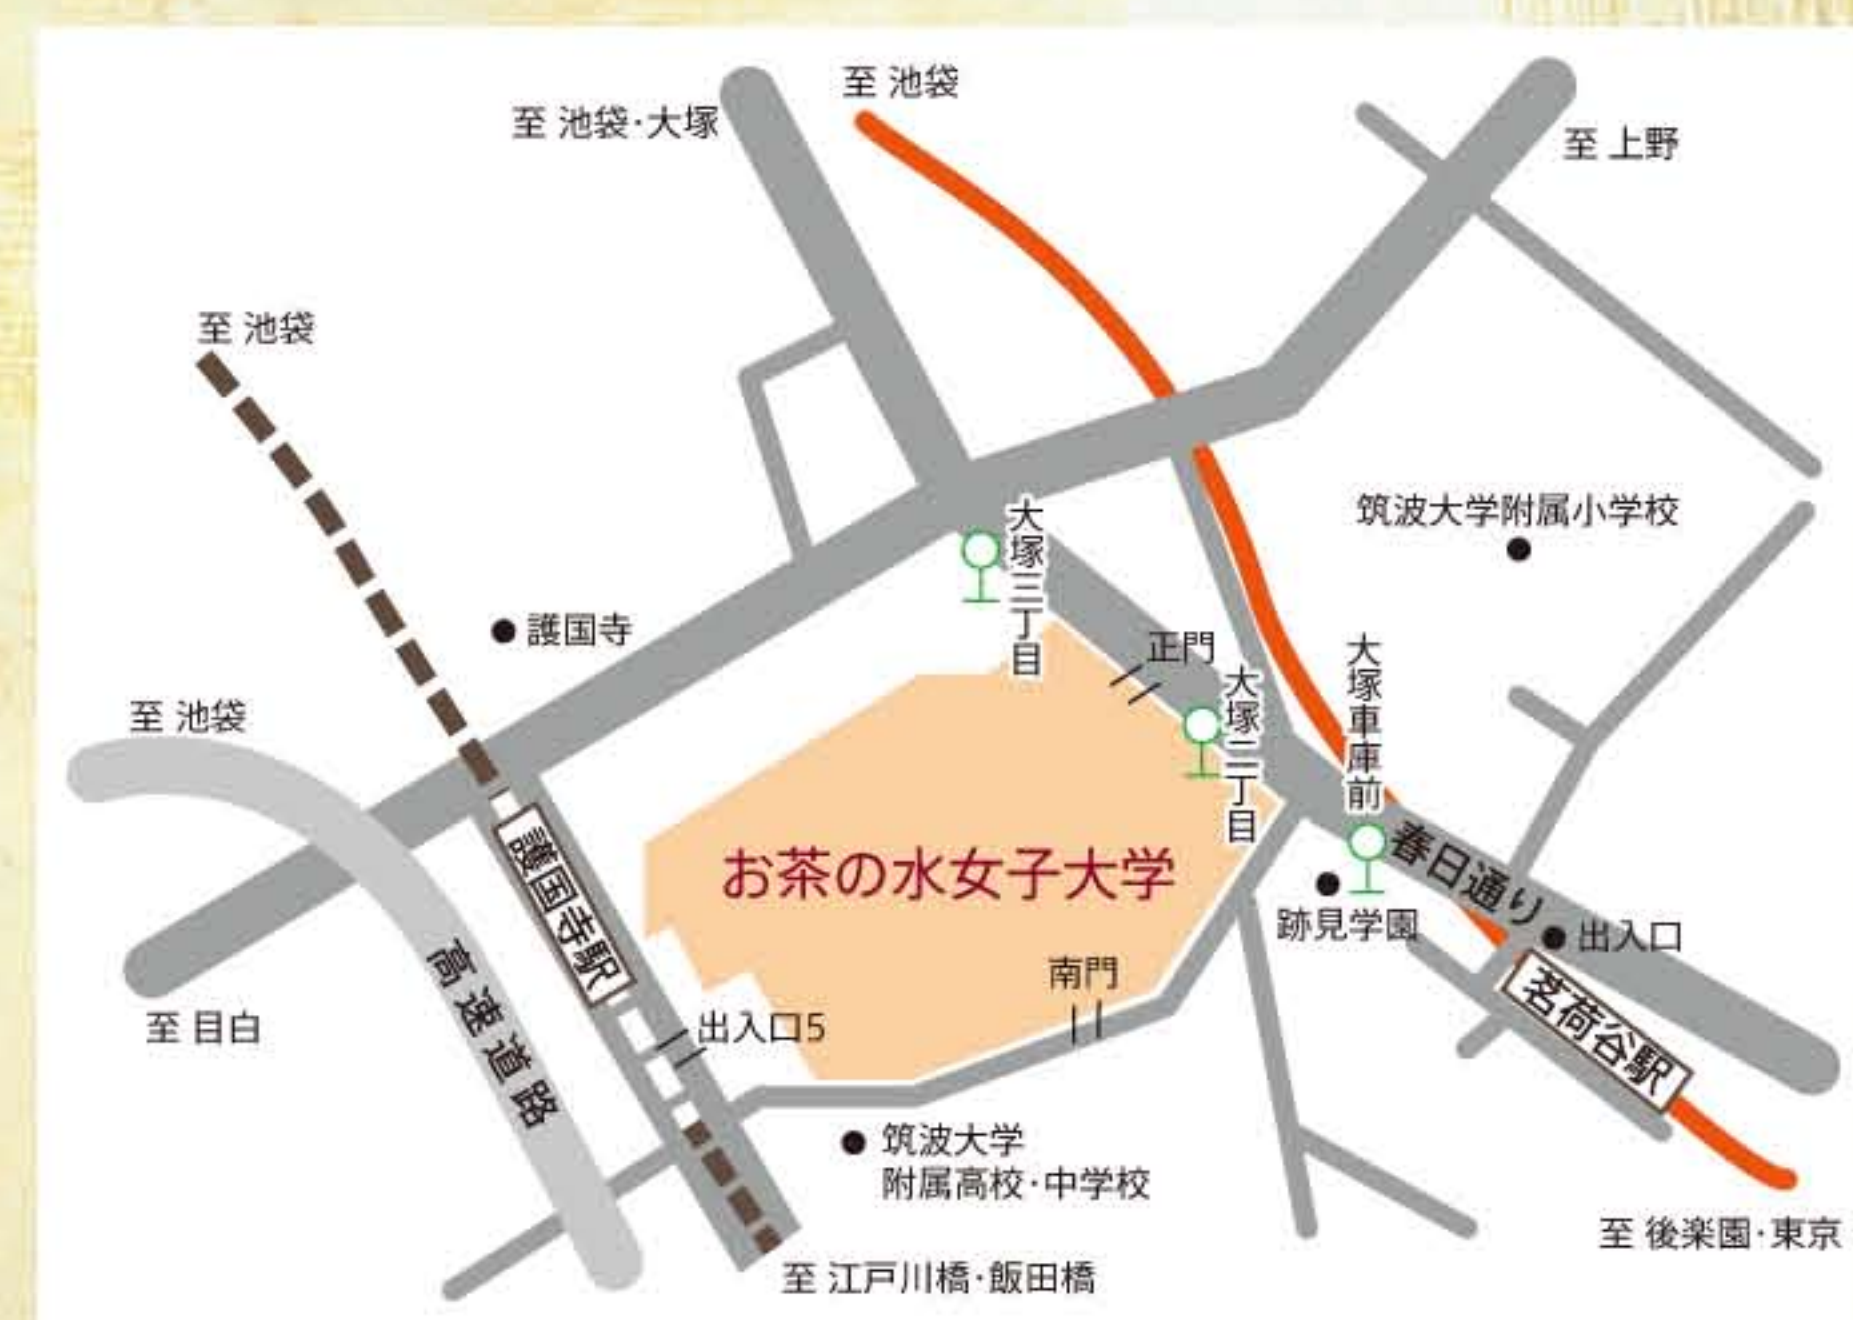 至 池袋
至 池袋·大塚
至 上野
至 池袋
筑波大学附属小学校
大塚三丁目
護国寺
正門
大塚二丁目
大塚車庫前
至 池袋
春日通り
お茶の水女子大学
護国寺駅
跡見学園
出入口
高速道路
南門
茗荷谷駅
至 目白
出入口5
筑波大学
附属高校·中学校
至 後楽園·東京
至 江戸川橋·飯田橋